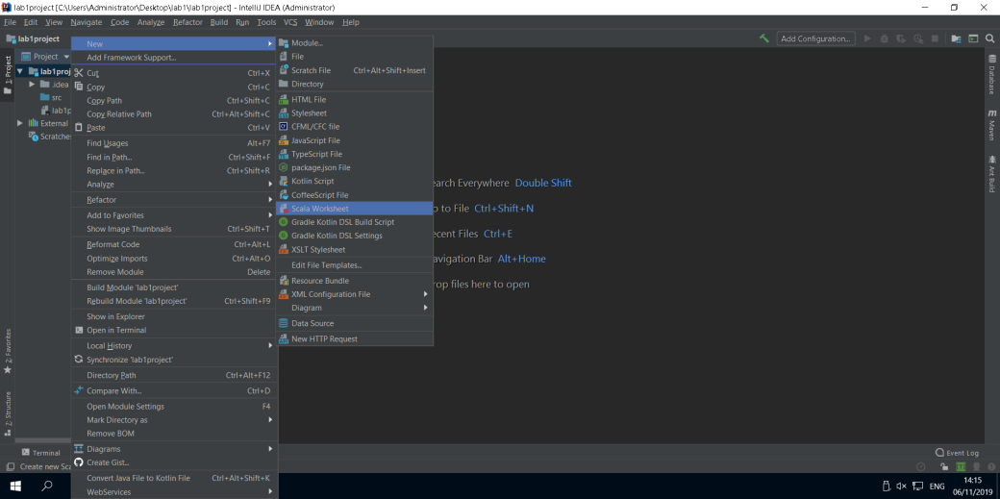 lab1project [C:\Users\Administrator\Desktop\lab1\lab1project] - IntelliJ IDEA (Administrator)
File Edit View Navigate Code Analyze Refactor Build Run Tools VCS Window Help
lab1project
Add Configuration...
Project
lab1proj
.idea
src
lab1p
External
Scratches
1: Project
2: Favorites
Z: Structure
New
Add Framework Support...
Cut Ctrl+X
Copy Ctrl+C
Copy Path Ctrl+Shift+C
Copy Relative Path Ctrl+Alt+Shift+C
Paste Ctrl+V
Find Usages Alt+F7
Find in Path... Ctrl+Shift+F
Replace in Path... Ctrl+Shift+R
Analyze
Refactor
Add to Favorites
Show Image Thumbnails Ctrl+Shift+T
Reformat Code Ctrl+Alt+L
Optimize Imports Ctrl+Alt+O
Remove Module Delete
Build Module 'lab1project'
Rebuild Module 'lab1project' Ctrl+Shift+F9
Show in Explorer
Open in Terminal
Local History
Synchronize 'lab1project'
Directory Path Ctrl+Alt+F12
Compare With... Ctrl+D
Open Module Settings F4
Mark Directory as
Remove BOM
Diagrams
Create Gist...
Convert Java File to Kotlin File Ctrl+Alt+Shift+K
WebServices
Module...
File
Scratch File Ctrl+Alt+Shift+Insert
Directory
HTML File
Stylesheet
CFML/CFC file
JavaScript File
TypeScript File
package.json File
Kotlin Script
CoffeeScript File
Scala Worksheet
Gradle Kotlin DSL Build Script
Gradle Kotlin DSL Settings
XSLT Stylesheet
Edit File Templates...
Resource Bundle
XML Configuration File
Diagram
Data Source
New HTTP Request
earch Everywhere Double Shift
o to File Ctrl+Shift+N
ecent Files Ctrl+E
avigation Bar Alt+Home
rop files here to open
Database
Maven
Ant Build
Terminal
Event Log
Create new Sca
ENG
14:15
06/11/2019